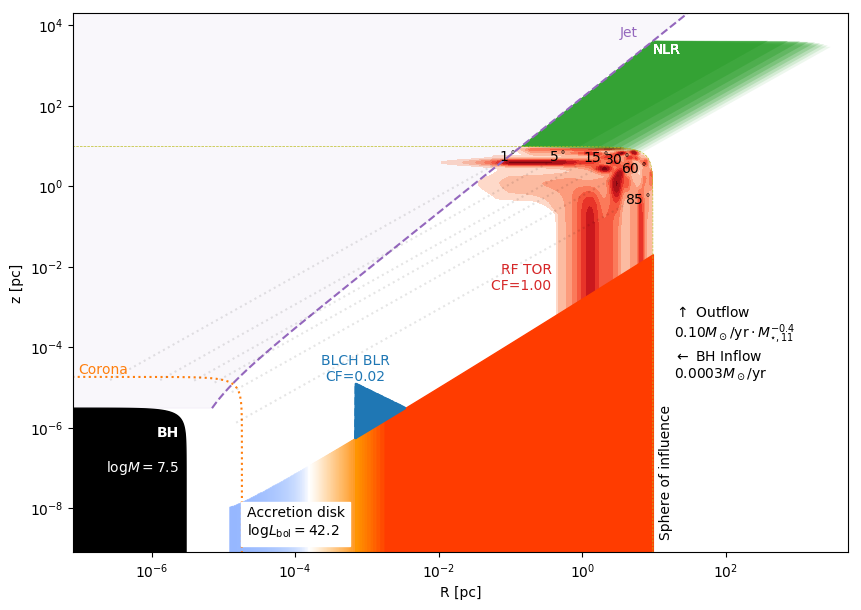 10⁴
10²
10⁰
10⁻²
10⁻⁴
10⁻⁶
10⁻⁸
z [pc]
Jet
NLR
1°
5°
15°
30°
60°
85°
RF TOR
CF=1.00
BLCH BLR
CF=0.02
↑ Outflow
0.10M⊙/yr · M⋆,₁₁⁻⁰·⁴
← BH Inflow
0.0003M⊙/yr
Corona
BH
logM = 7.5
Accretion disk
logL_bol = 42.2
Sphere of influence
10⁻⁶
10⁻⁴
10⁻²
10⁰
10²
R [pc]